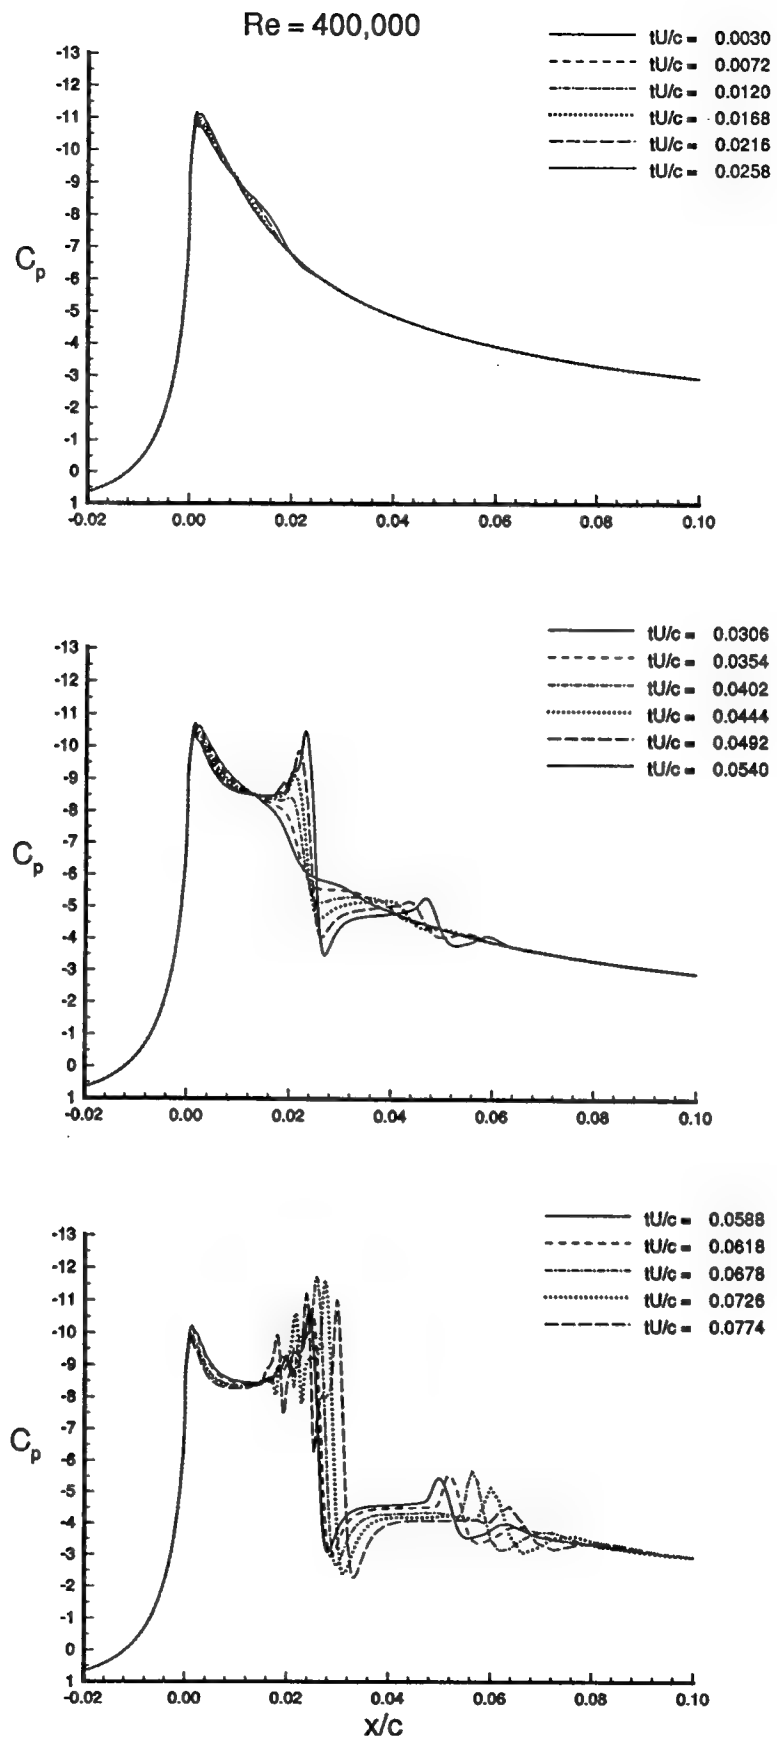 Re = 400,000
tU/c = 0.0030
tU/c = 0.0072
tU/c = 0.0120
tU/c = 0.0168
tU/c = 0.0216
tU/c = 0.0258
-13
-12
-11
-10
-9
-8
-7
-6
-5
-4
-3
-2
-1
0
1
Cp
-0.02 0.00 0.02 0.04 0.06 0.08 0.10
tU/c = 0.0306
tU/c = 0.0354
tU/c = 0.0402
tU/c = 0.0444
tU/c = 0.0492
tU/c = 0.0540
-13
-12
-11
-10
-9
-8
-7
-6
-5
-4
-3
-2
-1
0
1
Cp
-0.02 0.00 0.02 0.04 0.06 0.08 0.10
tU/c = 0.0588
tU/c = 0.0618
tU/c = 0.0678
tU/c = 0.0726
tU/c = 0.0774
-13
-12
-11
-10
-9
-8
-7
-6
-5
-4
-3
-2
-1
0
1
Cp
-0.02 0.00 0.02 0.04 0.06 0.08 0.10
x/c